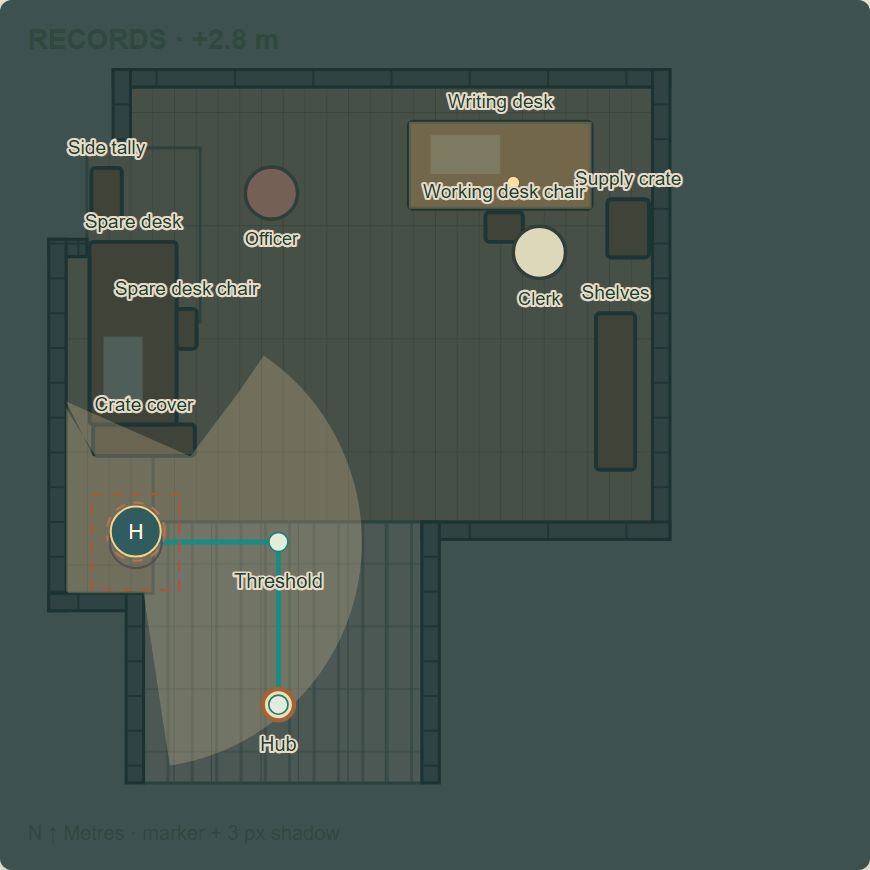 RECORDS · +2.8 m
Writing desk
Side tally
Supply crate
Working desk chair
Spare desk
Officer
Spare desk chair
Clerk
Shelves
Crate cover
H
Threshold
Hub
N ↑ Metres · marker + 3 px shadow